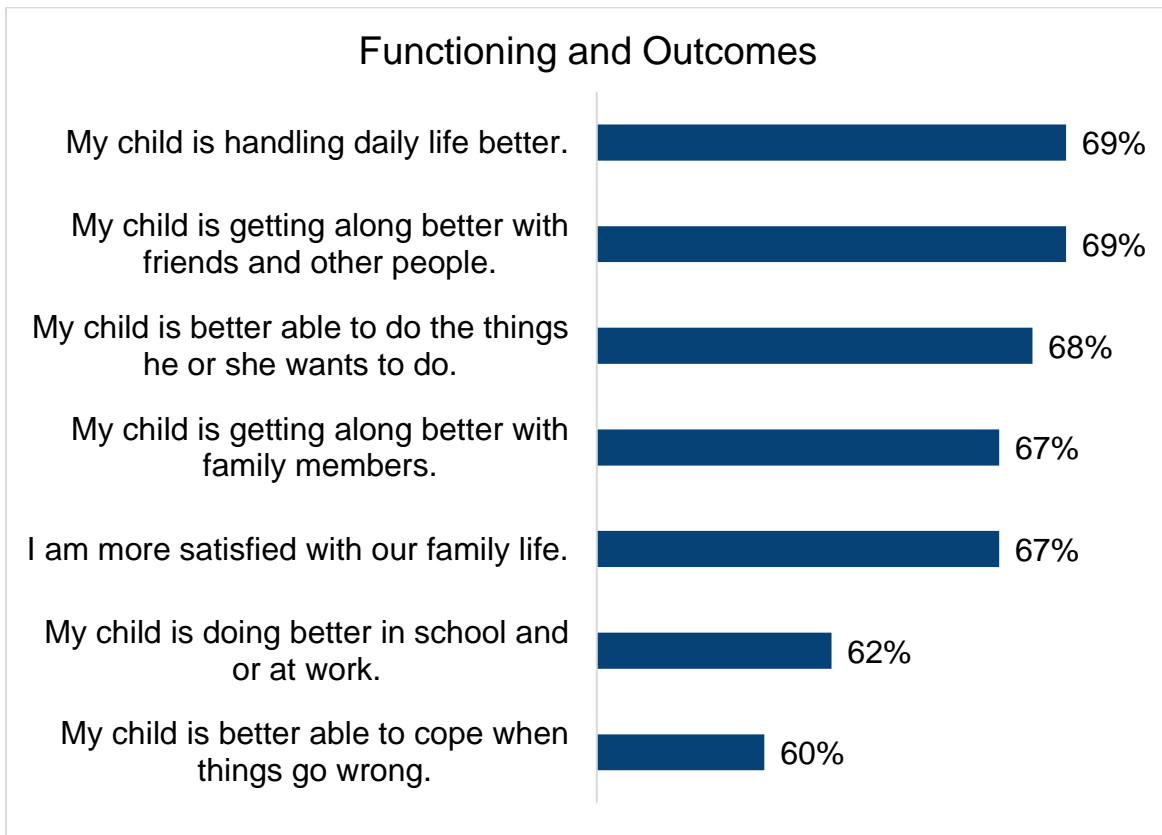 Functioning and Outcomes
My child is handling daily life better.
69%
My child is getting along better with
friends and other people.
69%
My child is better able to do the things
he or she wants to do.
68%
My child is getting along better with
family members.
67%
I am more satisfied with our family life.
67%
My child is doing better in school and
or at work.
62%
My child is better able to cope when
things go wrong.
60%